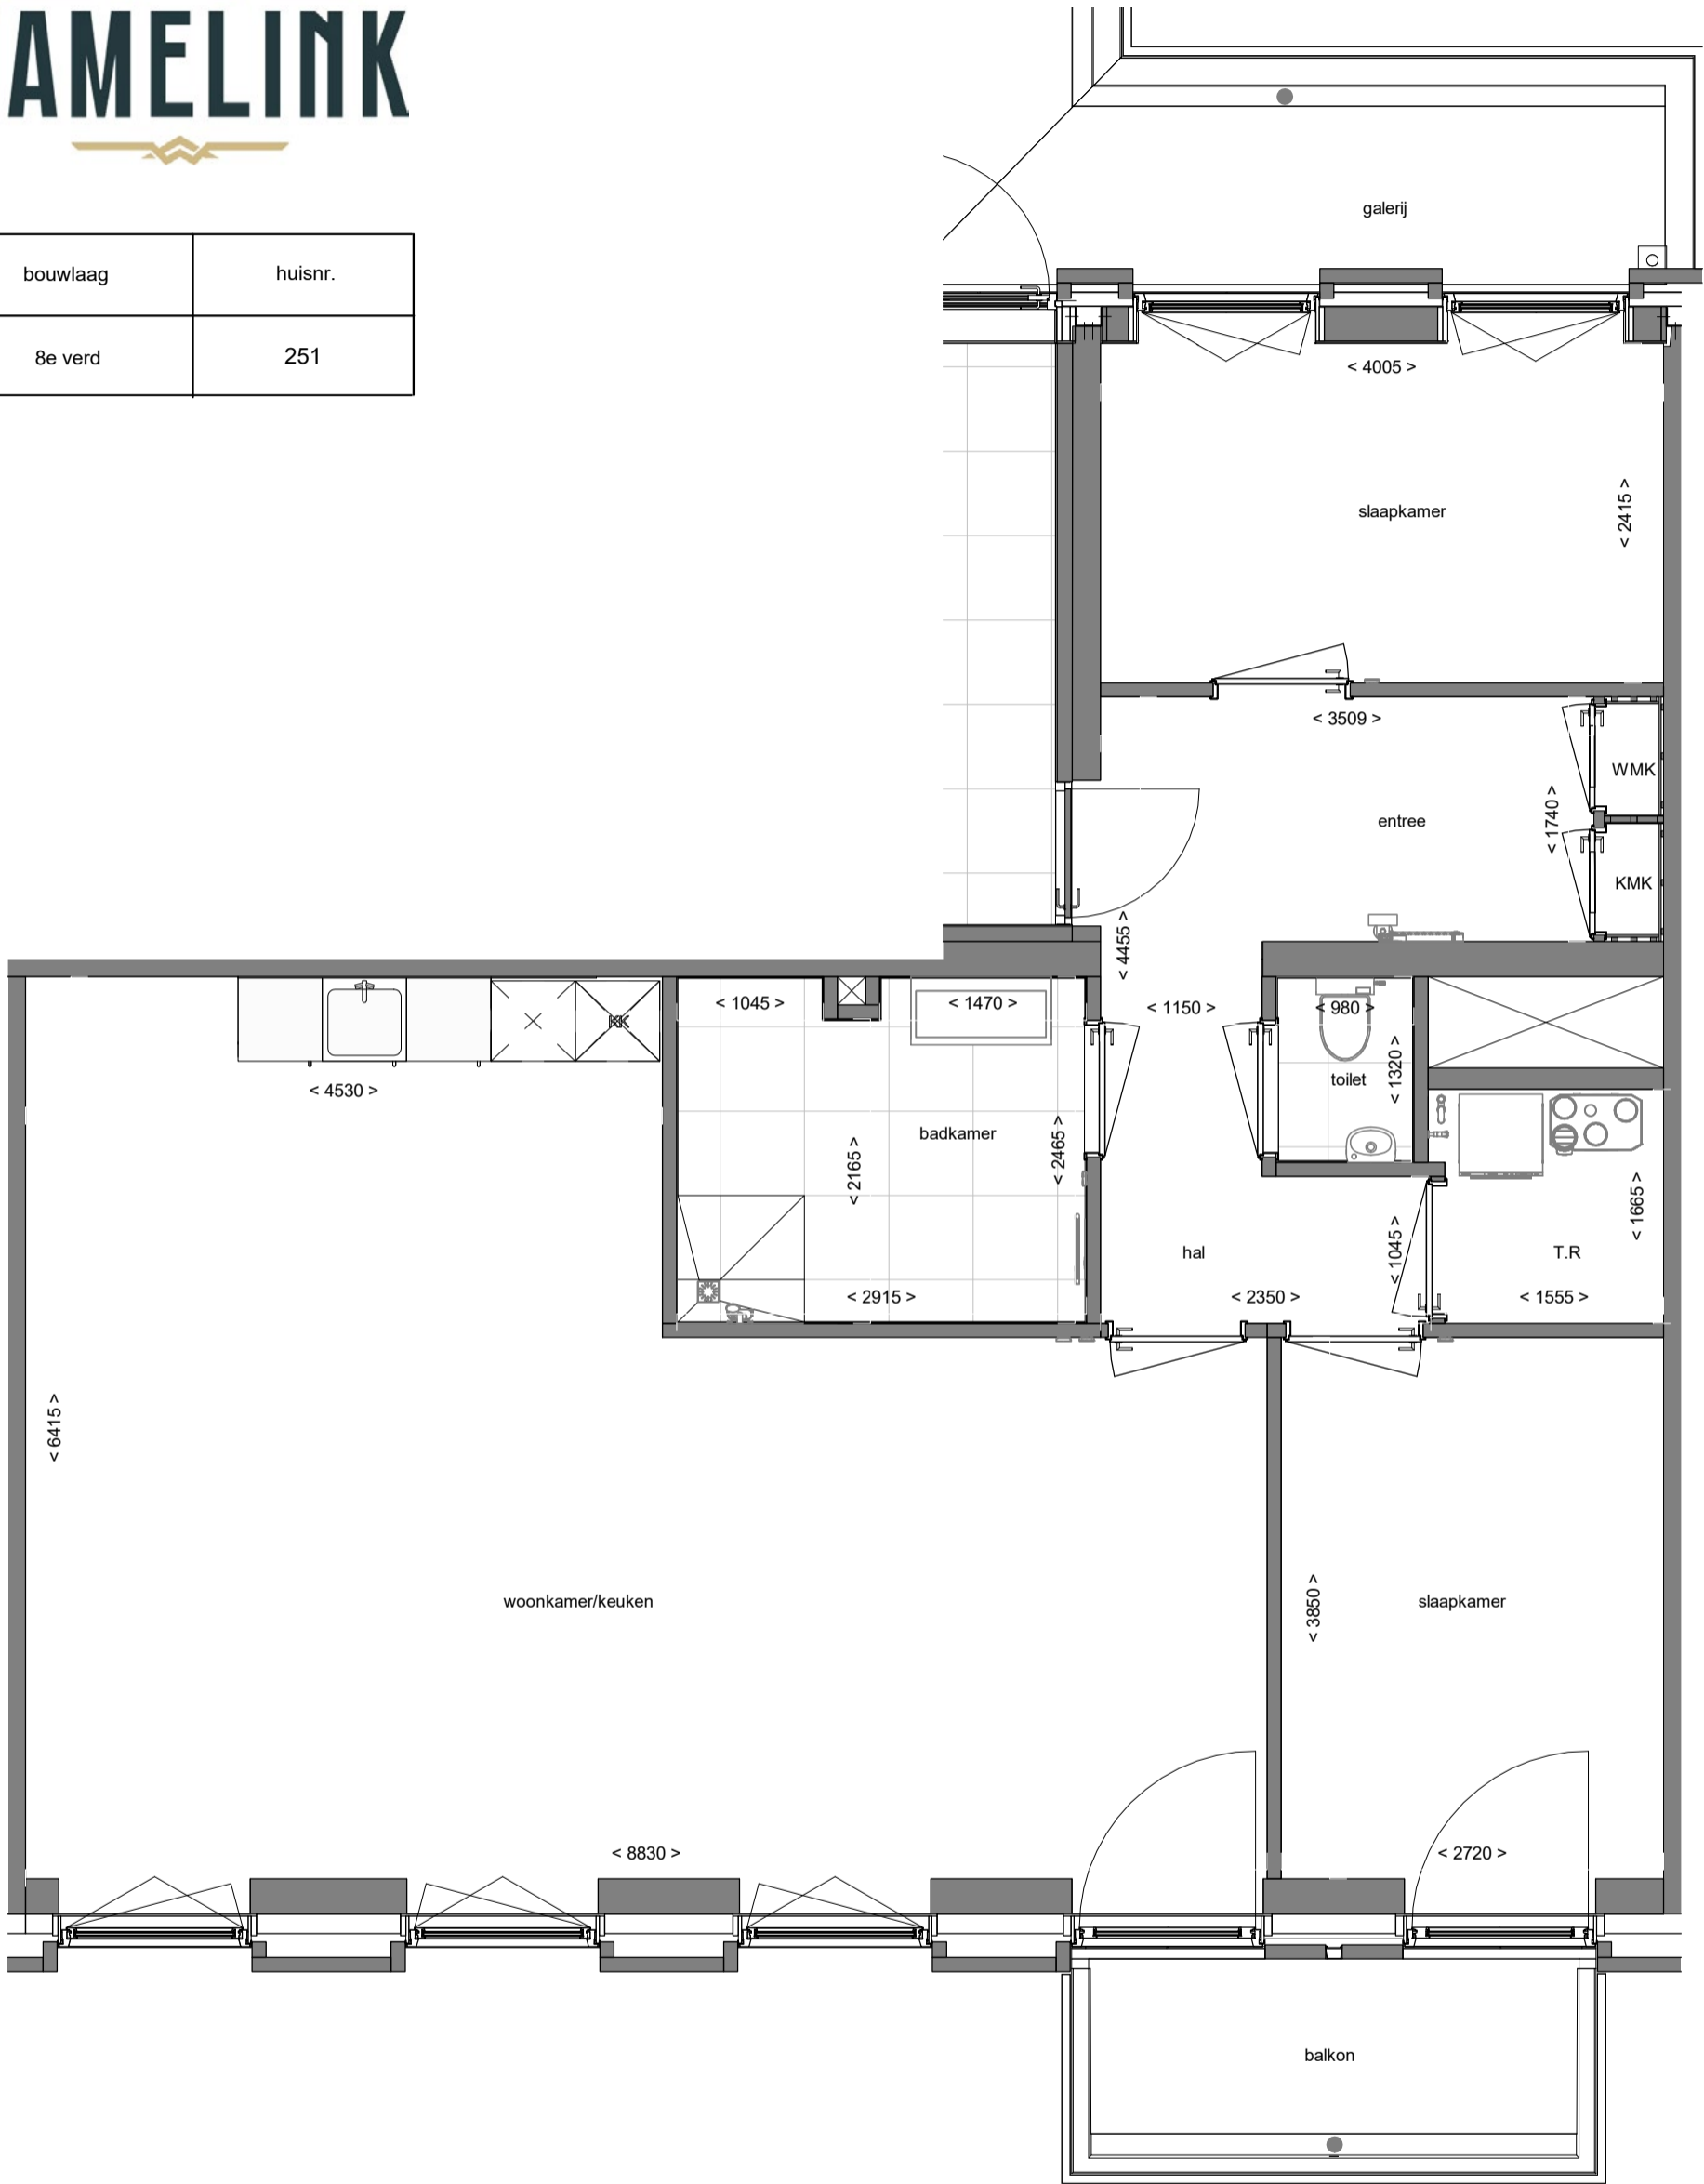 AMELINK
bouwlaag huisnr.
8e verd 251
galerij
< 4005 >
slaapkamer
< 2415 >
< 3509 >
WMK
entree
< 1740 >
KMK
< 4455 >
< 1045 >
< 1470 >
< 1150 >
< 980 >
KK
< 4530 >
toilet
< 1320 >
badkamer
< 2165 >
< 2465 >
< 1665 >
hal
< 1045 >
T.R
< 2915 >
< 2350 >
< 1555 >
< 6415 >
woonkamer/keuken
< 3850 >
slaapkamer
< 8830 >
< 2720 >
balkon